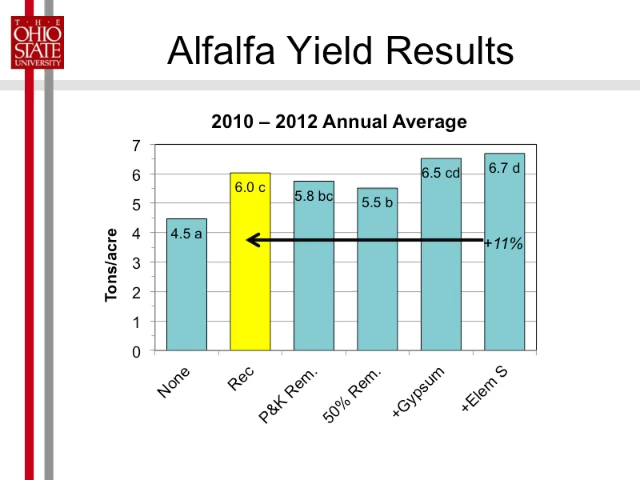 T · H · E
OHIO
STATE
UNIVERSITY
Alfalfa Yield Results
2010 – 2012 Annual Average
Tons/acre
7
6
5
4
3
2
1
0
4.5 a
6.0 c
5.8 bc
5.5 b
6.5 cd
6.7 d
+11%
None
Rec
P&K Rem.
50% Rem.
+Gypsum
+Elem S